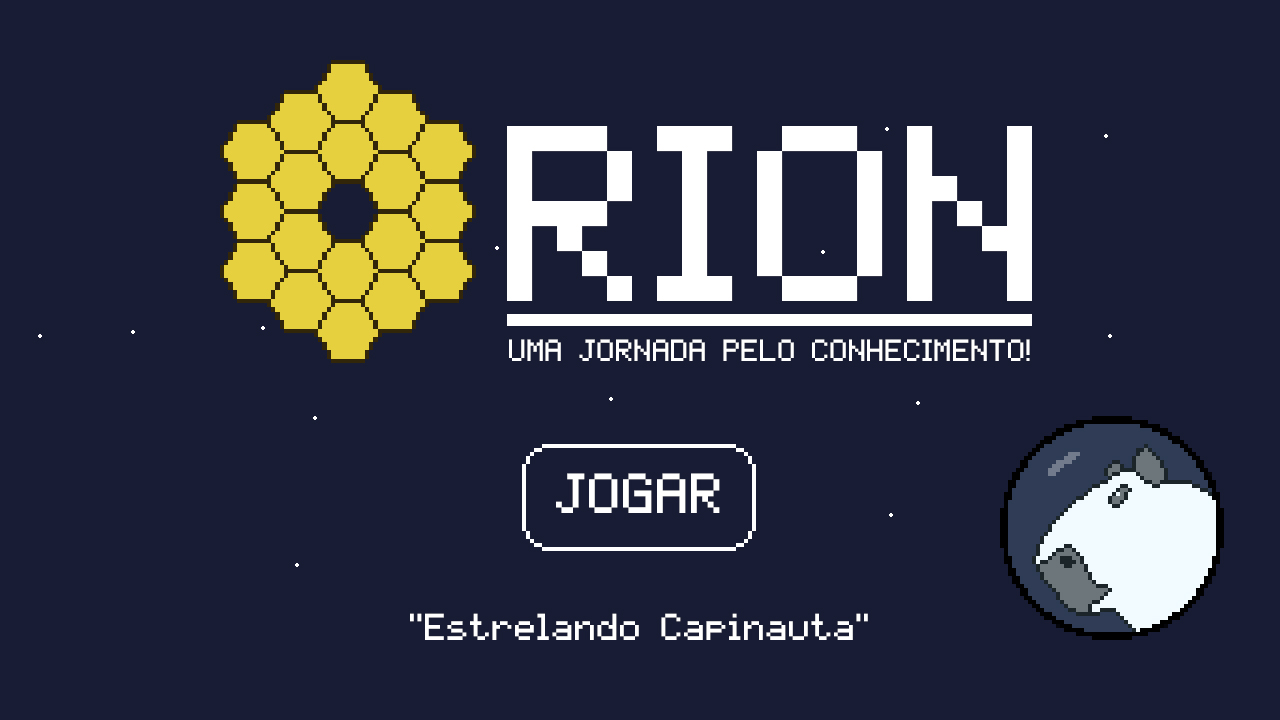 RION
UMA JORNADA PELO CONHECIMENTO!
JOGAR
"Estrelando Capinauta"